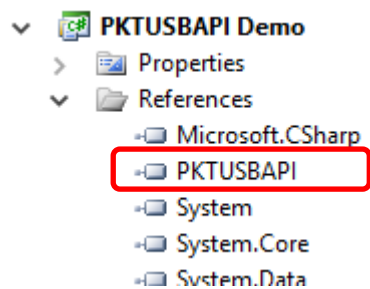 PKTUSBAPI Demo
Properties
References
Microsoft.CSharp
PKTUSBAPI
System
System.Core
System.Data